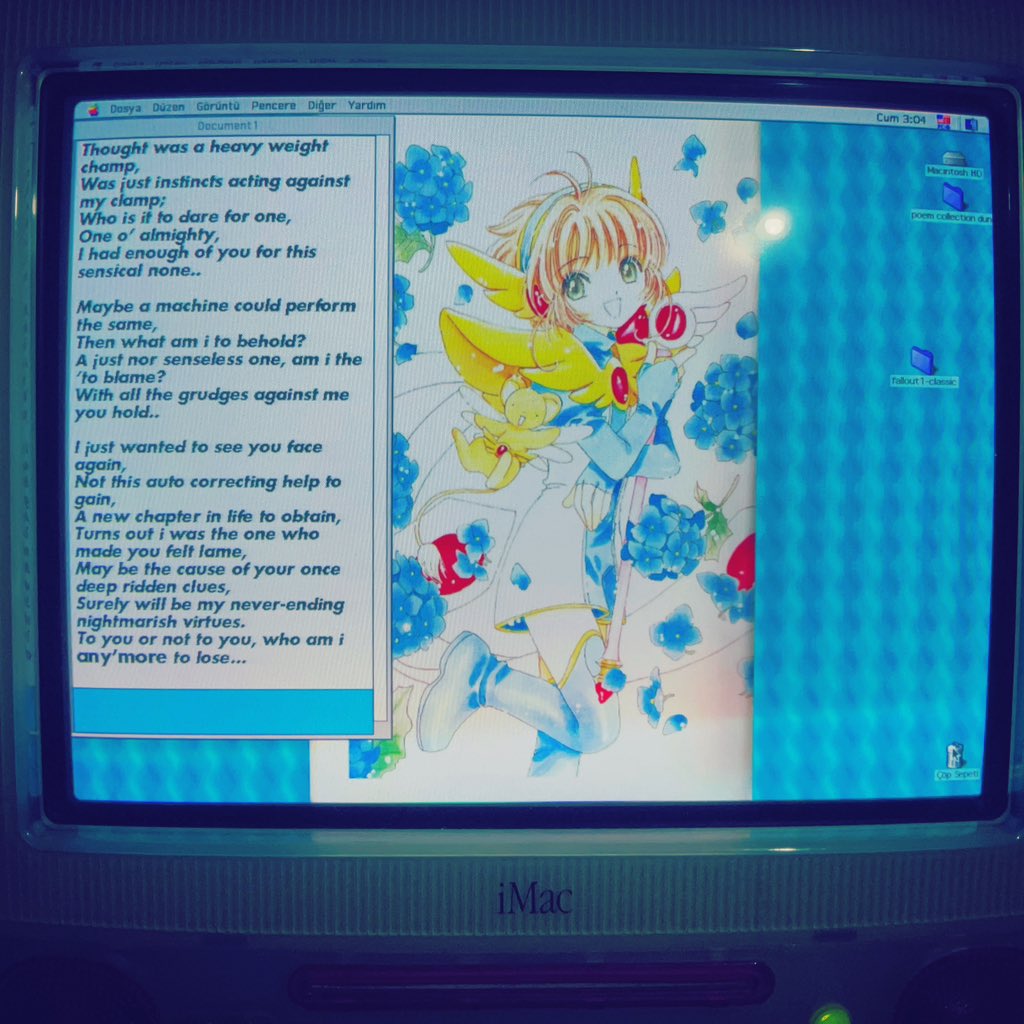 Dosya Düzen Görüntü Pencere Diğer Yardım
Cum 3:04
Document 1
Thought was a heavy weight
champ,
Was just instincts acting against
my clamp;
Who is it to dare for one,
One o' almighty,
I had enough of you for this
sensical none..
Maybe a machine could perform
the same,
Then what am i to behold?
A just nor senseless one, am i the
'to blame?
With all the grudges against me
you hold..
I just wanted to see you face
again,
Not this auto correcting help to
gain,
A new chapter in life to obtain,
Turns out i was the one who
made you felt lame,
May be the cause of your once
deep ridden clues,
Surely will be my never-ending
nightmarish virtues.
To you or not to you, who am i
any'more to lose...
Macintosh HD
poem collection dun
fallout 1-classic
Çöp Sepeti
iMac